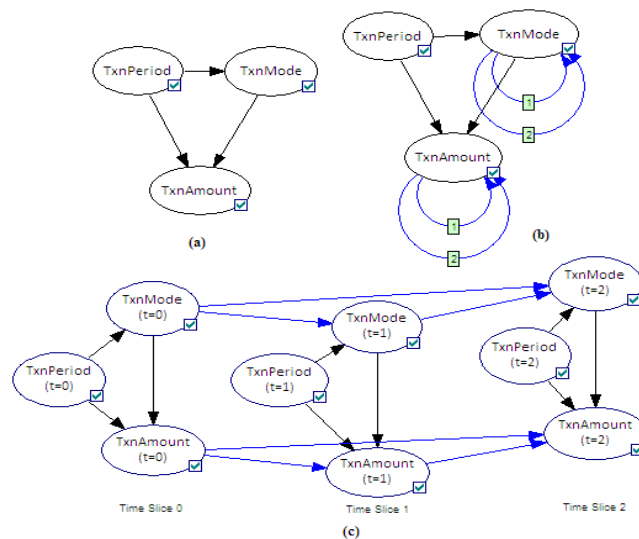 TxnPeriod
TxnMode
TxnAmount
(a)
TxnPeriod
TxnMode
1
2
TxnAmount
1
2
(b)
TxnMode
(t=0)
TxnMode
(t=1)
TxnMode
(t=2)
TxnPeriod
(t=0)
TxnPeriod
(t=1)
TxnPeriod
(t=2)
TxnAmount
(t=0)
TxnAmount
(t=1)
TxnAmount
(t=2)
Time Slice 0
Time Slice 1
Time Slice 2
(c)